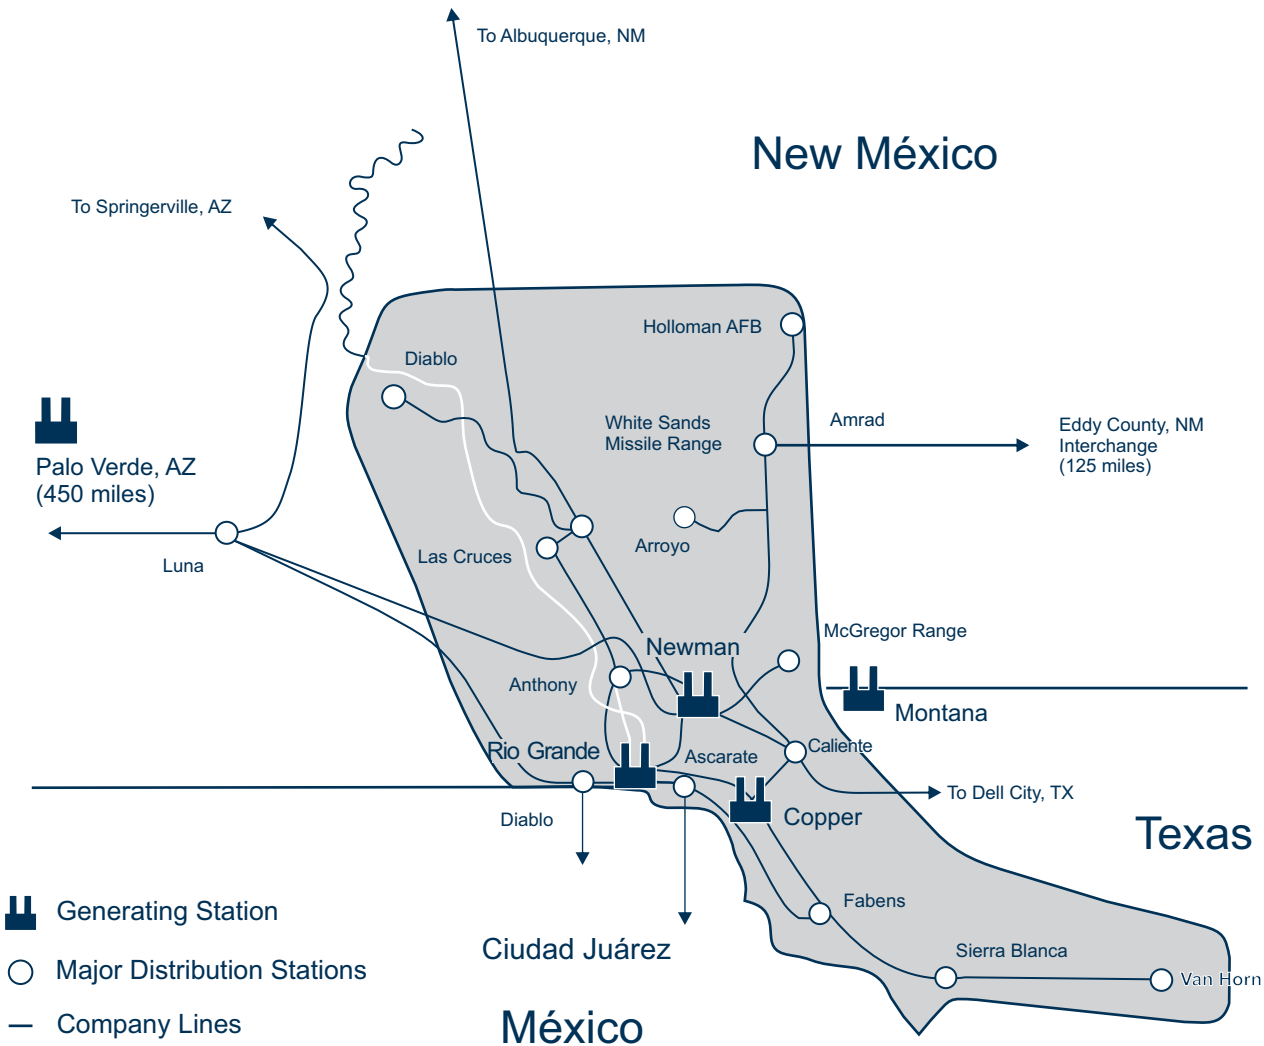 To Albuquerque, NM
New México
To Springerville, AZ
Holloman AFB
Diablo
White Sands
Missile Range
Amrad
Eddy County, NM
Interchange
(125 miles)
Palo Verde, AZ
(450 miles)
Arroyo
Las Cruces
Luna
McGregor Range
Newman
Anthony
Montana
Rio Grande
Ascarate
Caliente
To Dell City, TX
Diablo
Copper
Texas
Fabens
Generating Station
Ciudad Juárez
Sierra Blanca
Major Distribution Stations
Van Horn
Company Lines
México